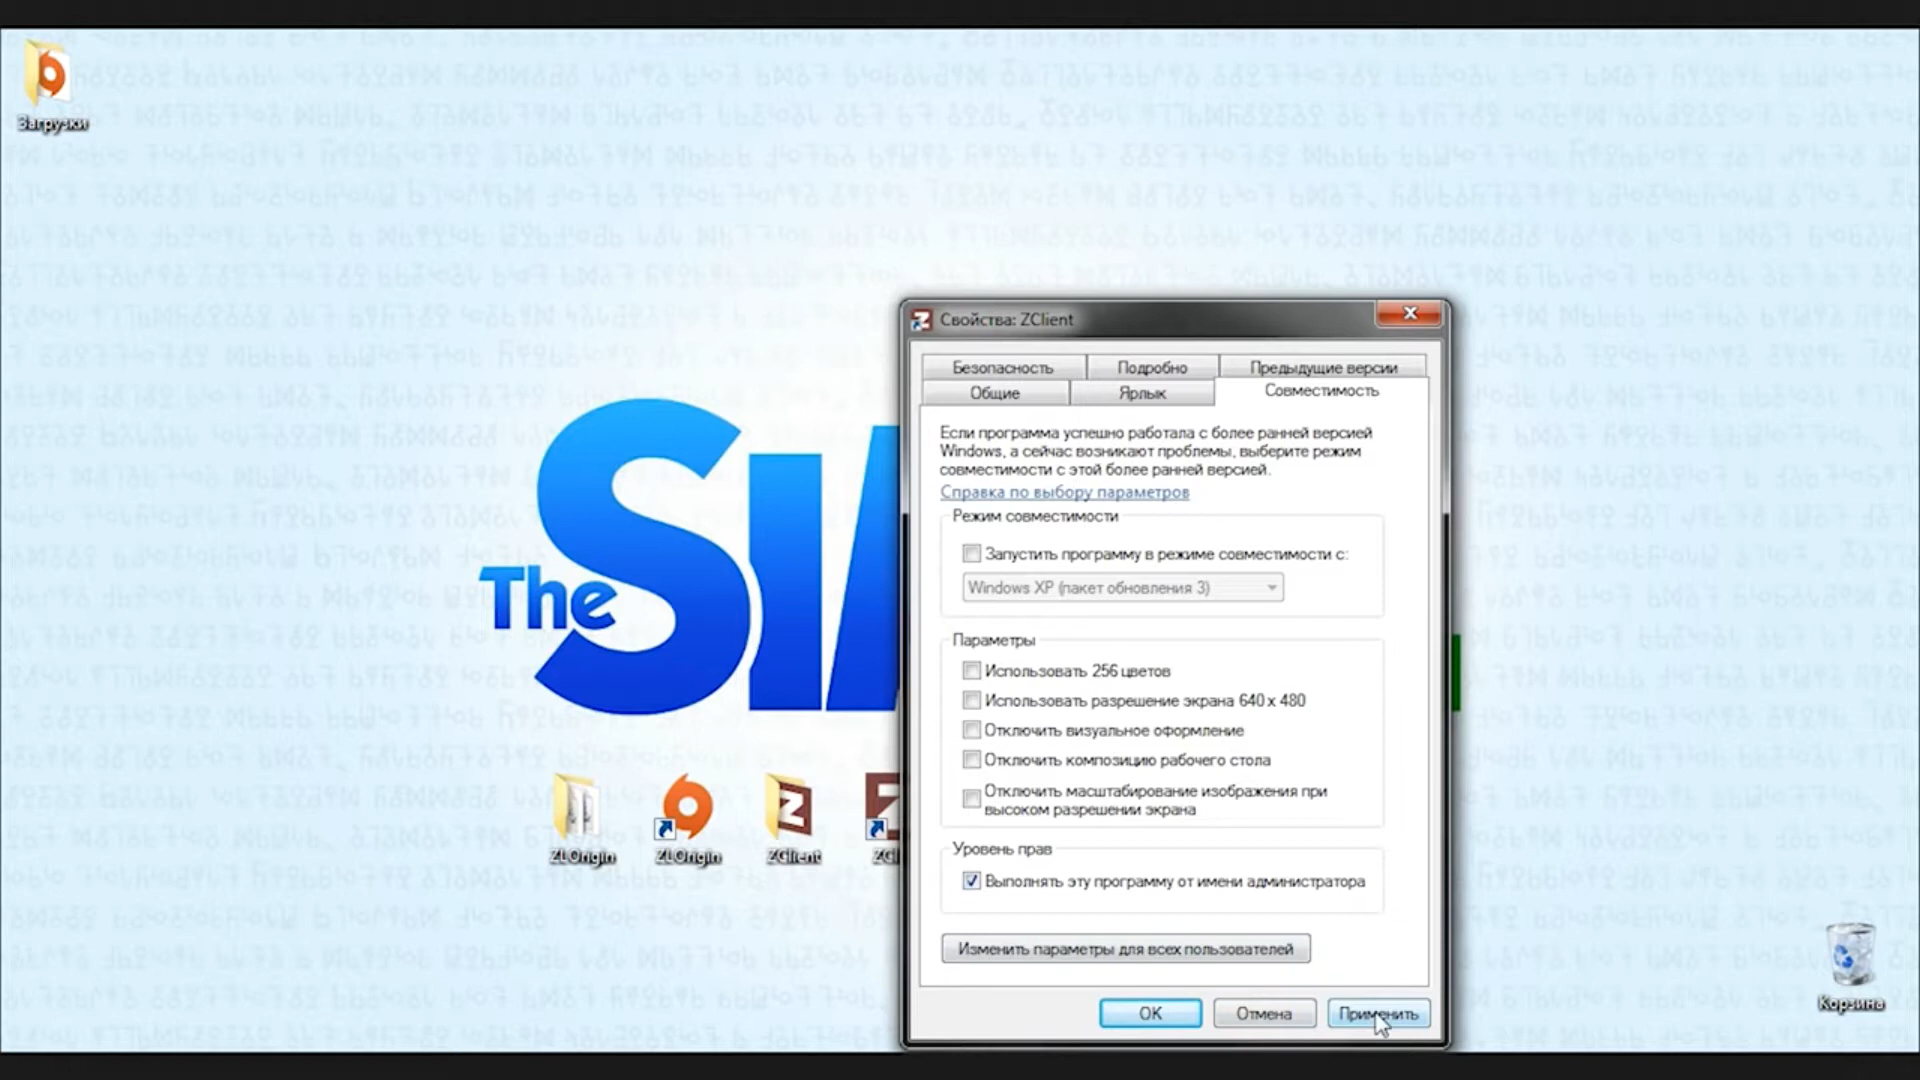 Загрузки
Свойства: ZClient
Безопасность
Подробно
Предыдущие версии
Общие
Ярлык
Совместимость
Если программа успешно работала с более ранней версией
Windows, а сейчас возникают проблемы, выберите режим
совместимости с этой более ранней версией.
Справка по выбору параметров
Режим совместимости
Запустить программу в режиме совместимости с:
Windows XP (пакет обновления 3)
Параметры
Использовать 256 цветов
Использовать разрешение экрана 640 x 480
Отключить визуальное оформление
Отключить композицию рабочего стола
Отключить масштабирование изображения при
высоком разрешении экрана
Уровень прав
Выполнять эту программу от имени администратора
Изменить параметры для всех пользователей
ОК
Отмена
Применить
The
ZLOrigin
ZLOrigin
ZClient
Корзина